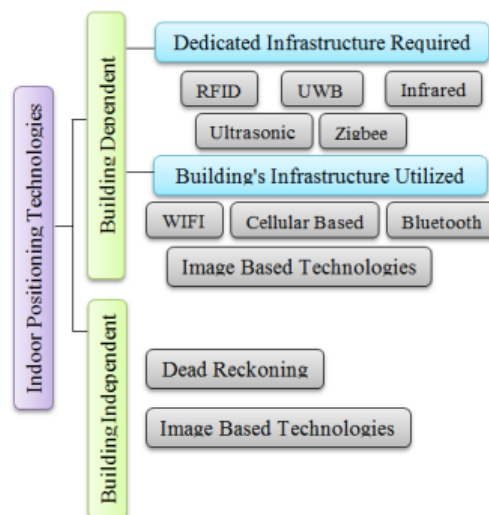 Indoor Positioning Technologies
Building Dependent
Dedicated Infrastructure Required
RFID
UWB
Infrared
Ultrasonic
Zigbee
Building's Infrastructure Utilized
WIFI
Cellular Based
Bluetooth
Image Based Technologies
Building Independent
Dead Reckoning
Image Based Technologies